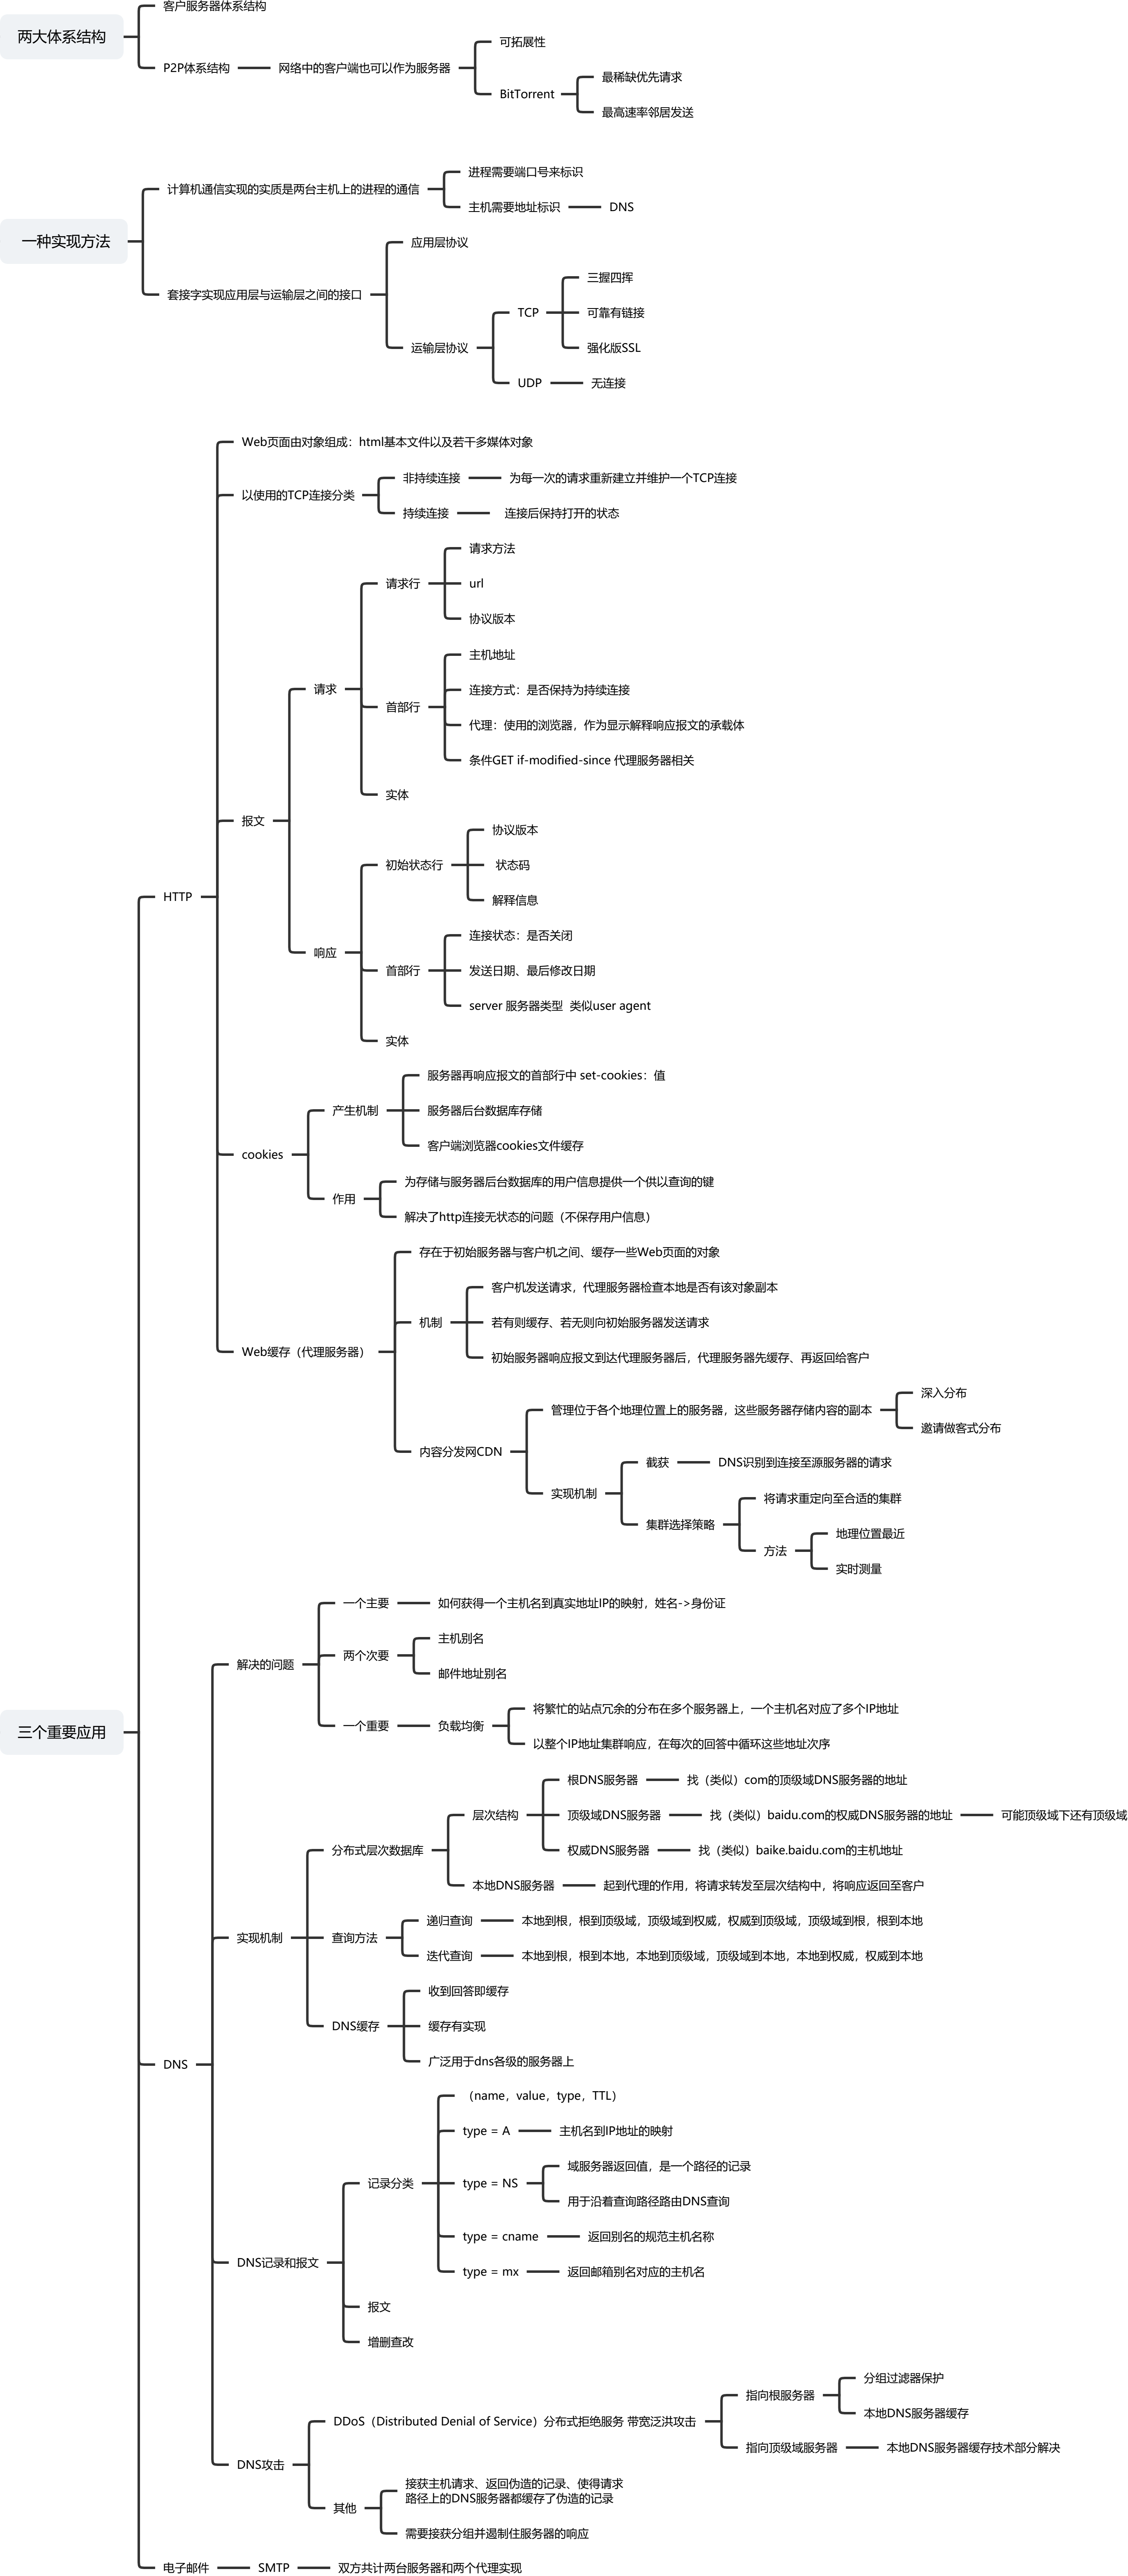 客户服务器体系结构
两大体系结构
可拓展性
P2P体系结构
网络中的客户端也可以作为服务器
最稀缺优先请求
BitTorrent
最高速率邻居发送
进程需要端口号来标识
计算机通信实现的实质是两台主机上的进程的通信
主机需要地址标识
DNS
一种实现方法
应用层协议
三握四挥
套接字实现应用层与运输层之间的接口
TCP
可靠有链接
运输层协议
强化版SSL
UDP
无连接
Web页面由对象组成：html基本文件以及若干多媒体对象
非持续连接
为每一次的请求重新建立并维护一个TCP连接
以使用的TCP连接分类
持续连接
连接后保持打开的状态
请求方法
请求行
url
协议版本
主机地址
请求
连接方式：是否保持为持续连接
首部行
代理：使用的浏览器，作为显示解释响应报文的承载体
条件GET if-modified-since 代理服务器相关
实体
报文
协议版本
初始状态行
状态码
HTTP
解释信息
连接状态：是否关闭
响应
首部行
发送日期、最后修改日期
server 服务器类型 类似user agent
实体
服务器再响应报文的首部行中 set-cookies：值
产生机制
服务器后台数据库存储
客户端浏览器cookies文件缓存
cookies
为存储与服务器后台数据库的用户信息提供一个供以查询的键
作用
解决了http连接无状态的问题（不保存用户信息）
存在于初始服务器与客户机之间、缓存一些Web页面的对象
客户机发送请求，代理服务器检查本地是否有该对象副本
机制
若有则缓存、若无则向初始服务器发送请求
Web缓存（代理服务器）
初始服务器响应报文到达代理服务器后，代理服务器先缓存、再返回给客户
深入分布
管理位于各个地理位置上的服务器，这些服务器存储内容的副本
邀请做客式分布
内容分发网CDN
截获
DNS识别到连接至源服务器的请求
实现机制
将请求重定向至合适的集群
集群选择策略
地理位置最近
方法
实时测量
一个主要
如何获得一个主机名到真实地址IP的映射，姓名->身份证
主机别名
解决的问题
两个次要
邮件地址别名
将繁忙的站点冗余的分布在多个服务器上，一个主机名对应了多个IP地址
三个重要应用
一个重要
负载均衡
以整个IP地址集群响应，在每次的回答中循环这些地址次序
根DNS服务器
找（类似）com的顶级域DNS服务器的地址
层次结构
顶级域DNS服务器
找（类似）baidu.com的权威DNS服务器的地址
可能顶级域下还有顶级域
分布式层次数据库
权威DNS服务器
找（类似）baike.baidu.com的主机地址
本地DNS服务器
起到代理的作用，将请求转发至层次结构中，将响应返回至客户
递归查询
本地到根，根到顶级域，顶级域到权威，权威到顶级域，顶级域到根，根到本地
实现机制
查询方法
迭代查询
本地到根，根到本地，本地到顶级域，顶级域到本地，本地到权威，权威到本地
收到回答即缓存
DNS缓存
缓存有实现
广泛用于dns各级的服务器上
DNS
（name，value，type，TTL）
type = A
主机名到IP地址的映射
域服务器返回值，是一个路径的记录
记录分类
type = NS
用于沿着查询路径路由DNS查询
type = cname
返回别名的规范主机名称
DNS记录和报文
type = mx
返回邮箱别名对应的主机名
报文
增删查改
分组过滤器保护
指向根服务器
本地DNS服务器缓存
DDoS（Distributed Denial of Service）分布式拒绝服务 带宽泛洪攻击
指向顶级域服务器
本地DNS服务器缓存技术部分解决
DNS攻击
接获主机请求、返回伪造的记录、使得请求
路径上的DNS服务器都缓存了伪造的记录
其他
需要接获分组并遏制住服务器的响应
电子邮件
SMTP
双方共计两台服务器和两个代理实现